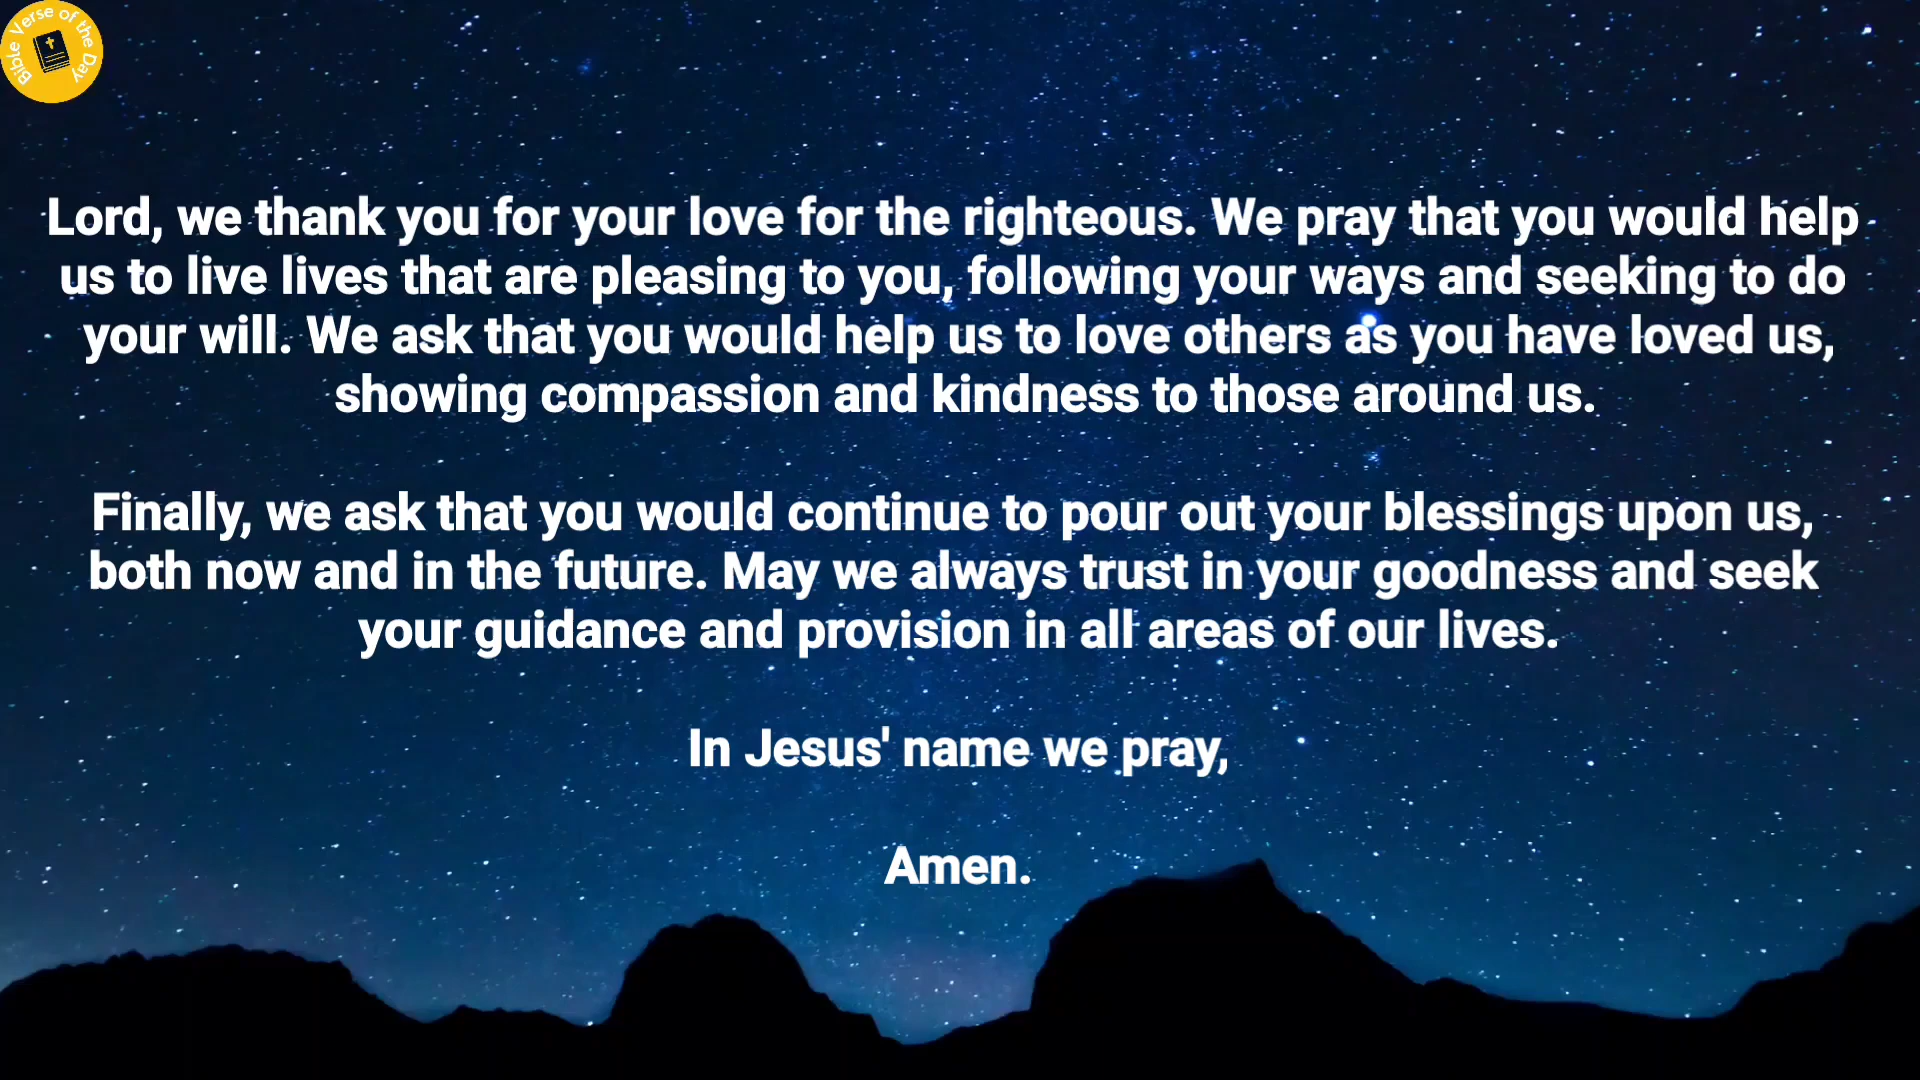 Bible Verse of the Day
Lord, we thank you for your love for the righteous. We pray that you would help
us to live lives that are pleasing to you, following your ways and seeking to do
your will. We ask that you would help us to love others as you have loved us,
showing compassion and kindness to those around us.
Finally, we ask that you would continue to pour out your blessings upon us,
both now and in the future. May we always trust in your goodness and seek
your guidance and provision in all areas of our lives.
In Jesus' name we pray,
Amen.